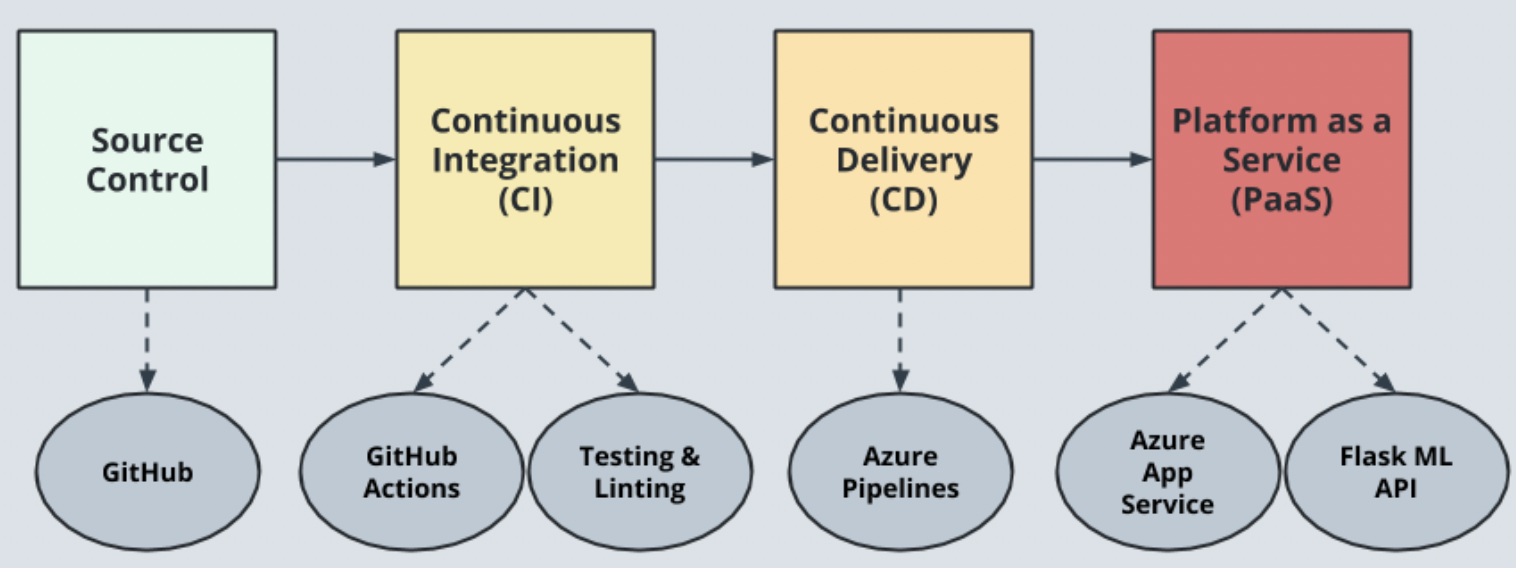 Source
Control
Continuous
Integration
(CI)
Continuous
Delivery
(CD)
Platform as a
Service
(PaaS)
GitHub
GitHub
Actions
Testing &
Linting
Azure
Pipelines
Azure
App
Service
Flask ML
API